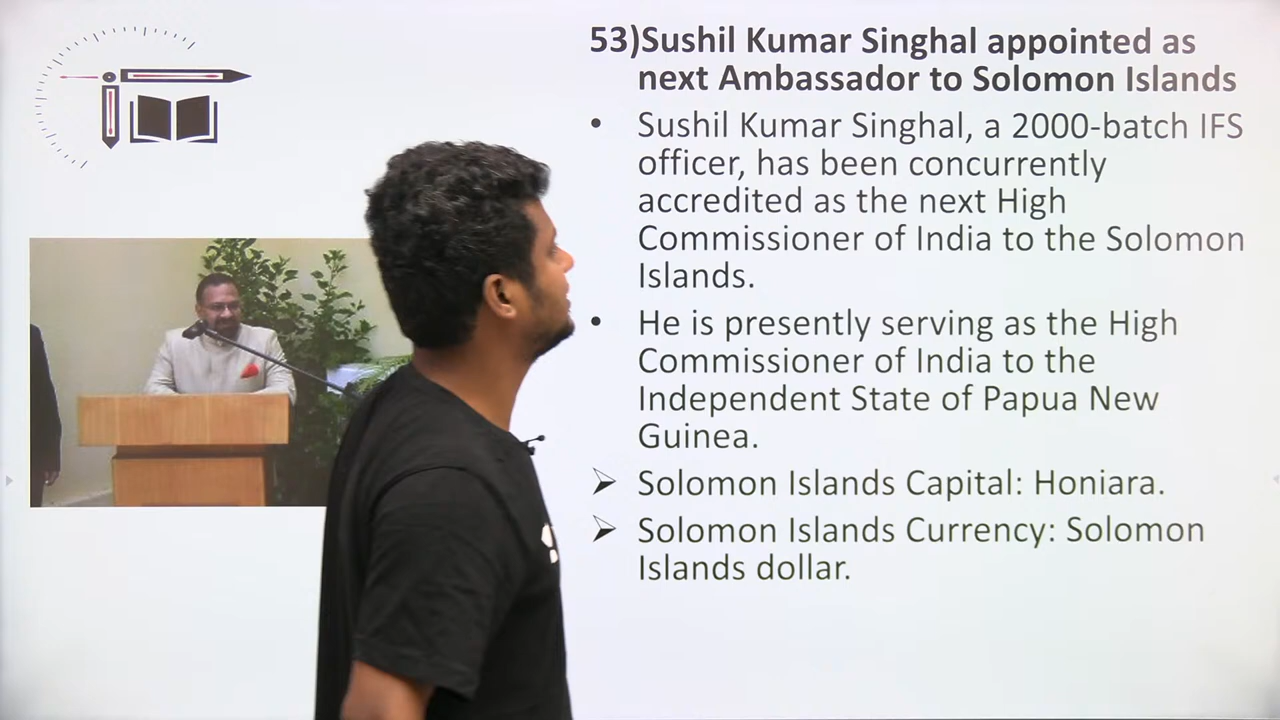 53)Sushil Kumar Singhal appointed as
next Ambassador to Solomon Islands
• Sushil Kumar Singhal, a 2000-batch IFS
officer, has been concurrently
accredited as the next High
Commissioner of India to the Solomon
Islands.
• He is presently serving as the High
Commissioner of India to the
Independent State of Papua New
Guinea.
➢ Solomon Islands Capital: Honiara.
➢ Solomon Islands Currency: Solomon
Islands dollar.